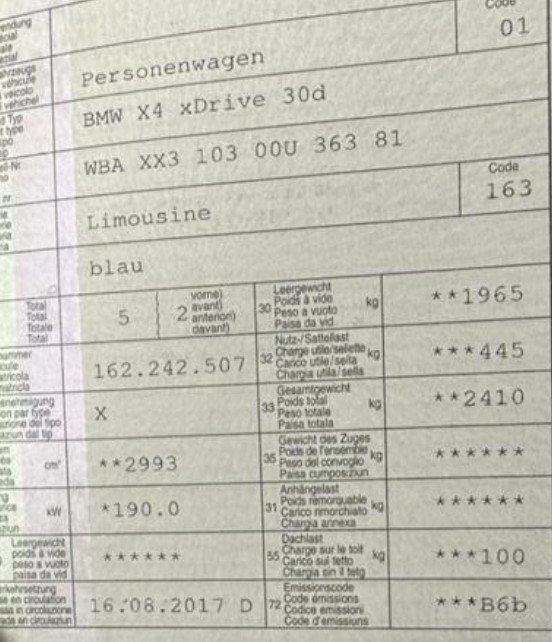 Code
01
Personenwagen
BMW X4 xDrive 30d
WBA XX3 103 00U 363 81
Code
163
Limousine
blau
Total
Total
Totale
Total
5
2
vorne)
avant)
anteriori)
davant)
30
Leergewicht
Poids à vide
Peso a vuoto
Paisa da vid
kg
**1965
162.242.507
32
Nutz-/Sattellast
Charge utile/sellette
Carico utile/sella
Chargia utila/sella
kg
***445
X
33
Gesamtgewicht
Poids total
Peso totale
Paisa totala
kg
**2410
cm³
**2993
35
Gewicht des Zuges
Poids de l'ensemble
Peso del convoglio
Paisa cumposiziun
kg
******
kW
*190.0
31
Anhängelast
Poids remorquable
Carico rimorchiato
Chargia annexa
kg
******
Leergewicht
poids à vide
peso a vuoto
paisa da vid
******
55
Dachlast
Charge sur le toit
Carico sul tetto
Chargia sin il tetg
kg
***100
16.08.2017 D
72
Emissionscode
Code émissions
Codice emissioni
Code d'emissiuns
***B6b